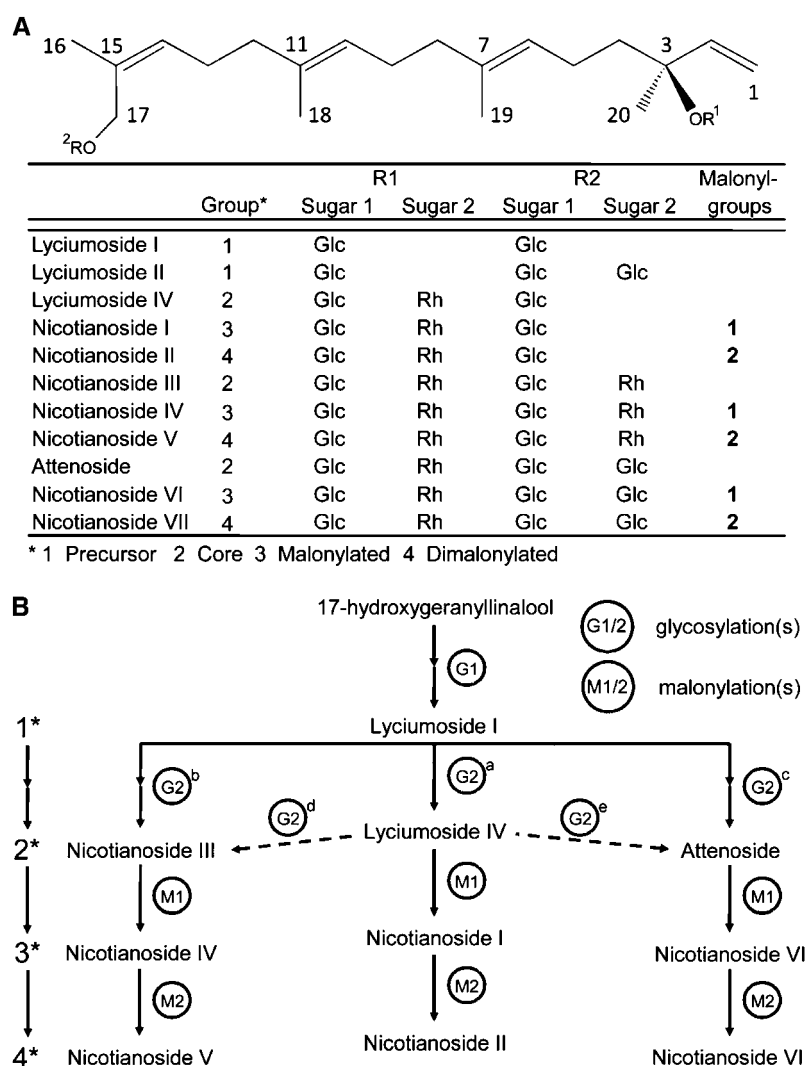 A
16 15 11 7 3
17 18 19 20 1
²RO OR¹
R1 R2 Malonyl-
Group* Sugar 1 Sugar 2 Sugar 1 Sugar 2 groups
Lyciumoside I 1 Glc Glc
Lyciumoside II 1 Glc Glc Glc
Lyciumoside IV 2 Glc Rh Glc
Nicotianoside I 3 Glc Rh Glc 1
Nicotianoside II 4 Glc Rh Glc 2
Nicotianoside III 2 Glc Rh Glc Rh
Nicotianoside IV 3 Glc Rh Glc Rh 1
Nicotianoside V 4 Glc Rh Glc Rh 2
Attenoside 2 Glc Rh Glc Glc
Nicotianoside VI 3 Glc Rh Glc Glc 1
Nicotianoside VII 4 Glc Rh Glc Glc 2
* 1 Precursor 2 Core 3 Malonylated 4 Dimalonylated
B
17-hydroxygeranyllinalool
G1/2 glycosylation(s)
G1
M1/2 malonylation(s)
1* Lyciumoside I
G2 b G2 a G2 c
G2 d G2 e
2* Nicotianoside III Lyciumoside IV Attenoside
M1 M1 M1
3* Nicotianoside IV Nicotianoside I Nicotianoside VI
M2 M2 M2
4* Nicotianoside V Nicotianoside II Nicotianoside VI